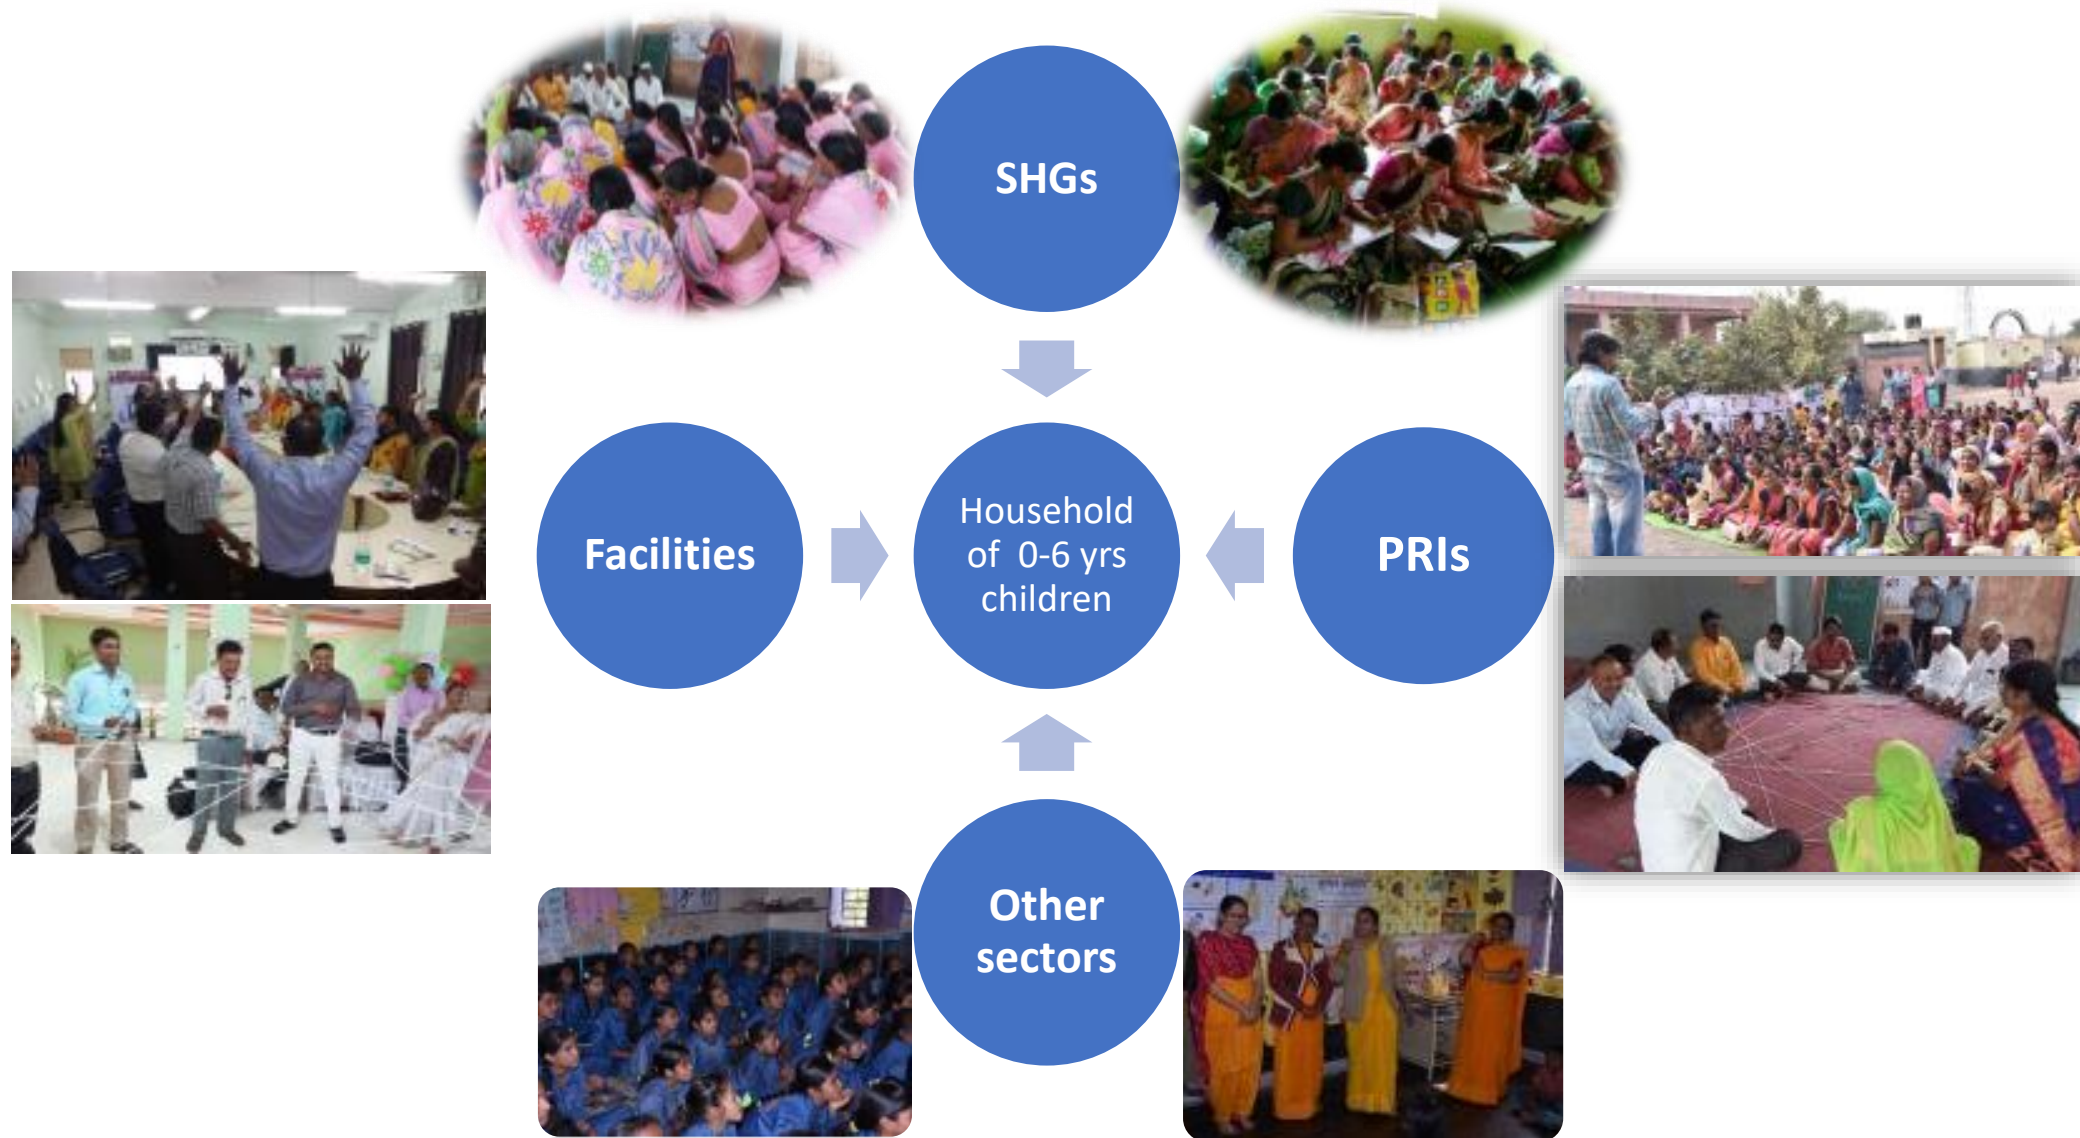 SHGs
Facilities
Household
of 0-6 yrs
children
PRIs
Other
sectors